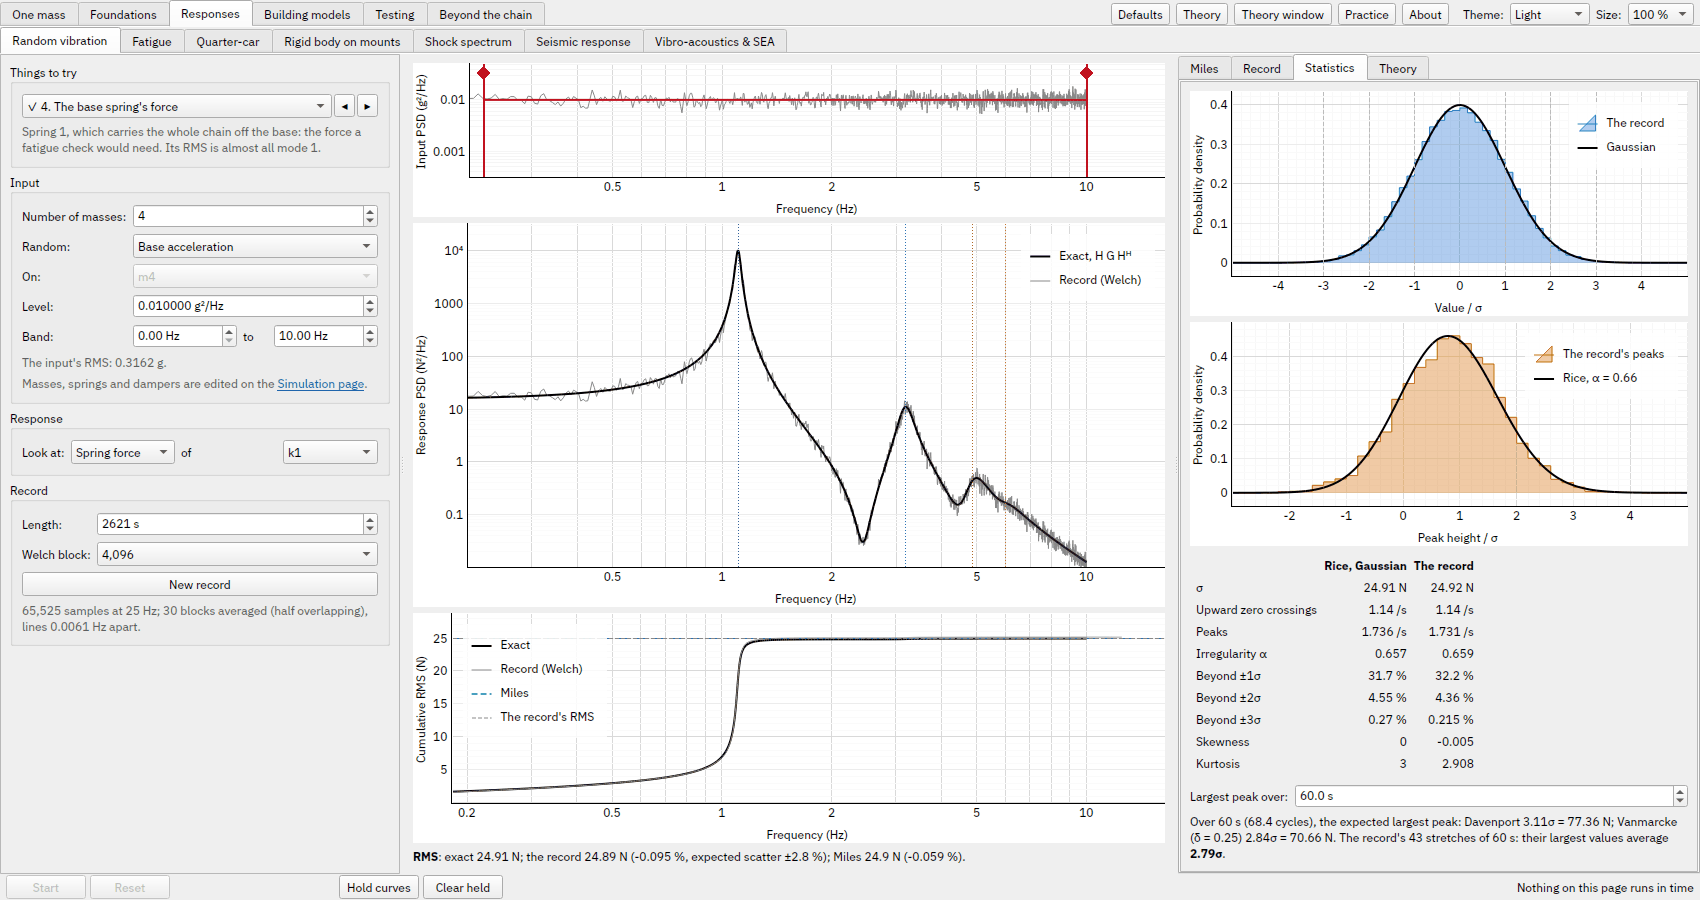 One mass Foundations Responses Building models Testing Beyond the chain Defaults Theory Theory window Practice About Theme: Light Size: 100 %
Random vibration Fatigue Quarter-car Rigid body on mounts Shock spectrum Seismic response Vibro-acoustics & SEA
Things to try
✓ 4. The base spring's force
Spring 1, which carries the whole chain off the base: the force a
fatigue check would need. Its RMS is almost all mode 1.
Input
Number of masses: 4
Random: Base acceleration
On: m4
Level: 0.010000 g²/Hz
Band: 0.00 Hz to 10.00 Hz
The input's RMS: 0.3162 g.
Masses, springs and dampers are edited on the Simulation page.
Response
Look at: Spring force of k1
Record
Length: 2621 s
Welch block: 4,096
New record
65,525 samples at 25 Hz; 30 blocks averaged (half overlapping),
lines 0.0061 Hz apart.
Input PSD (g²/Hz)
0.01
0.001
0.5 1 2 5 10
Frequency (Hz)
Response PSD (N²/Hz)
10⁴
1000
100
10
1
0.1
Exact, H G Hᴴ
Record (Welch)
0.5 1 2 5 10
Frequency (Hz)
Cumulative RMS (N)
25
20
15
10
5
Exact
Record (Welch)
Miles
The record's RMS
0.2 0.5 1 2 5 10
Frequency (Hz)
RMS: exact 24.91 N; the record 24.89 N (-0.095 %, expected scatter ±2.8 %); Miles 24.9 N (-0.059 %).
Miles Record Statistics Theory
Probability density
0.4
0.3
0.2
0.1
0
The record
Gaussian
-4 -3 -2 -1 0 1 2 3 4
Value / σ
Probability density
0.4
0.3
0.2
0.1
0
The record's peaks
Rice, α = 0.66
-2 -1 0 1 2 3 4
Peak height / σ
Rice, Gaussian The record
σ 24.91 N 24.92 N
Upward zero crossings 1.14 /s 1.14 /s
Peaks 1.736 /s 1.731 /s
Irregularity α 0.657 0.659
Beyond ±1σ 31.7 % 32.2 %
Beyond ±2σ 4.55 % 4.36 %
Beyond ±3σ 0.27 % 0.215 %
Skewness 0 -0.005
Kurtosis 3 2.908
Largest peak over: 60.0 s
Over 60 s (68.4 cycles), the expected largest peak: Davenport 3.11σ = 77.36 N; Vanmarcke
(δ = 0.25) 2.84σ = 70.66 N. The record's 43 stretches of 60 s: their largest values average
2.79σ.
Start Reset Hold curves Clear held Nothing on this page runs in time